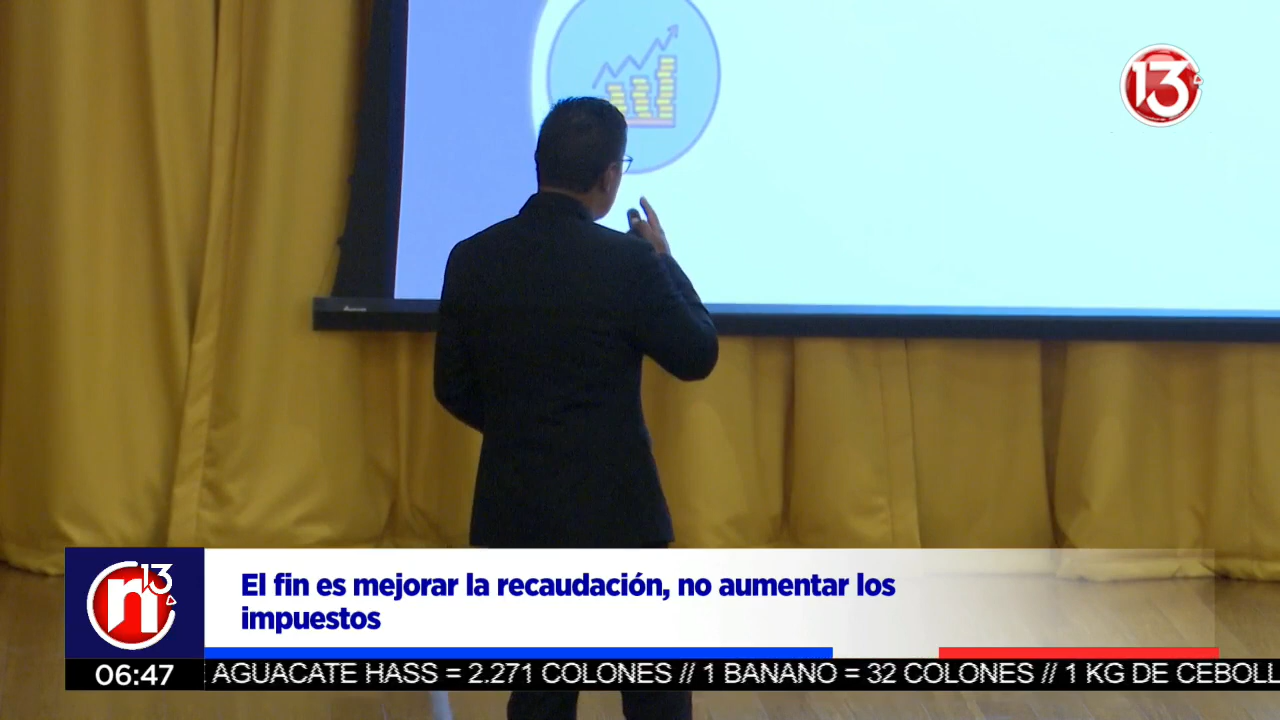 13
El fin es mejorar la recaudación, no aumentar los
impuestos
n13
06:47
AGUACATE HASS = 2.271 COLONES // 1 BANANO = 32 COLONES // 1 KG DE CEBOLL